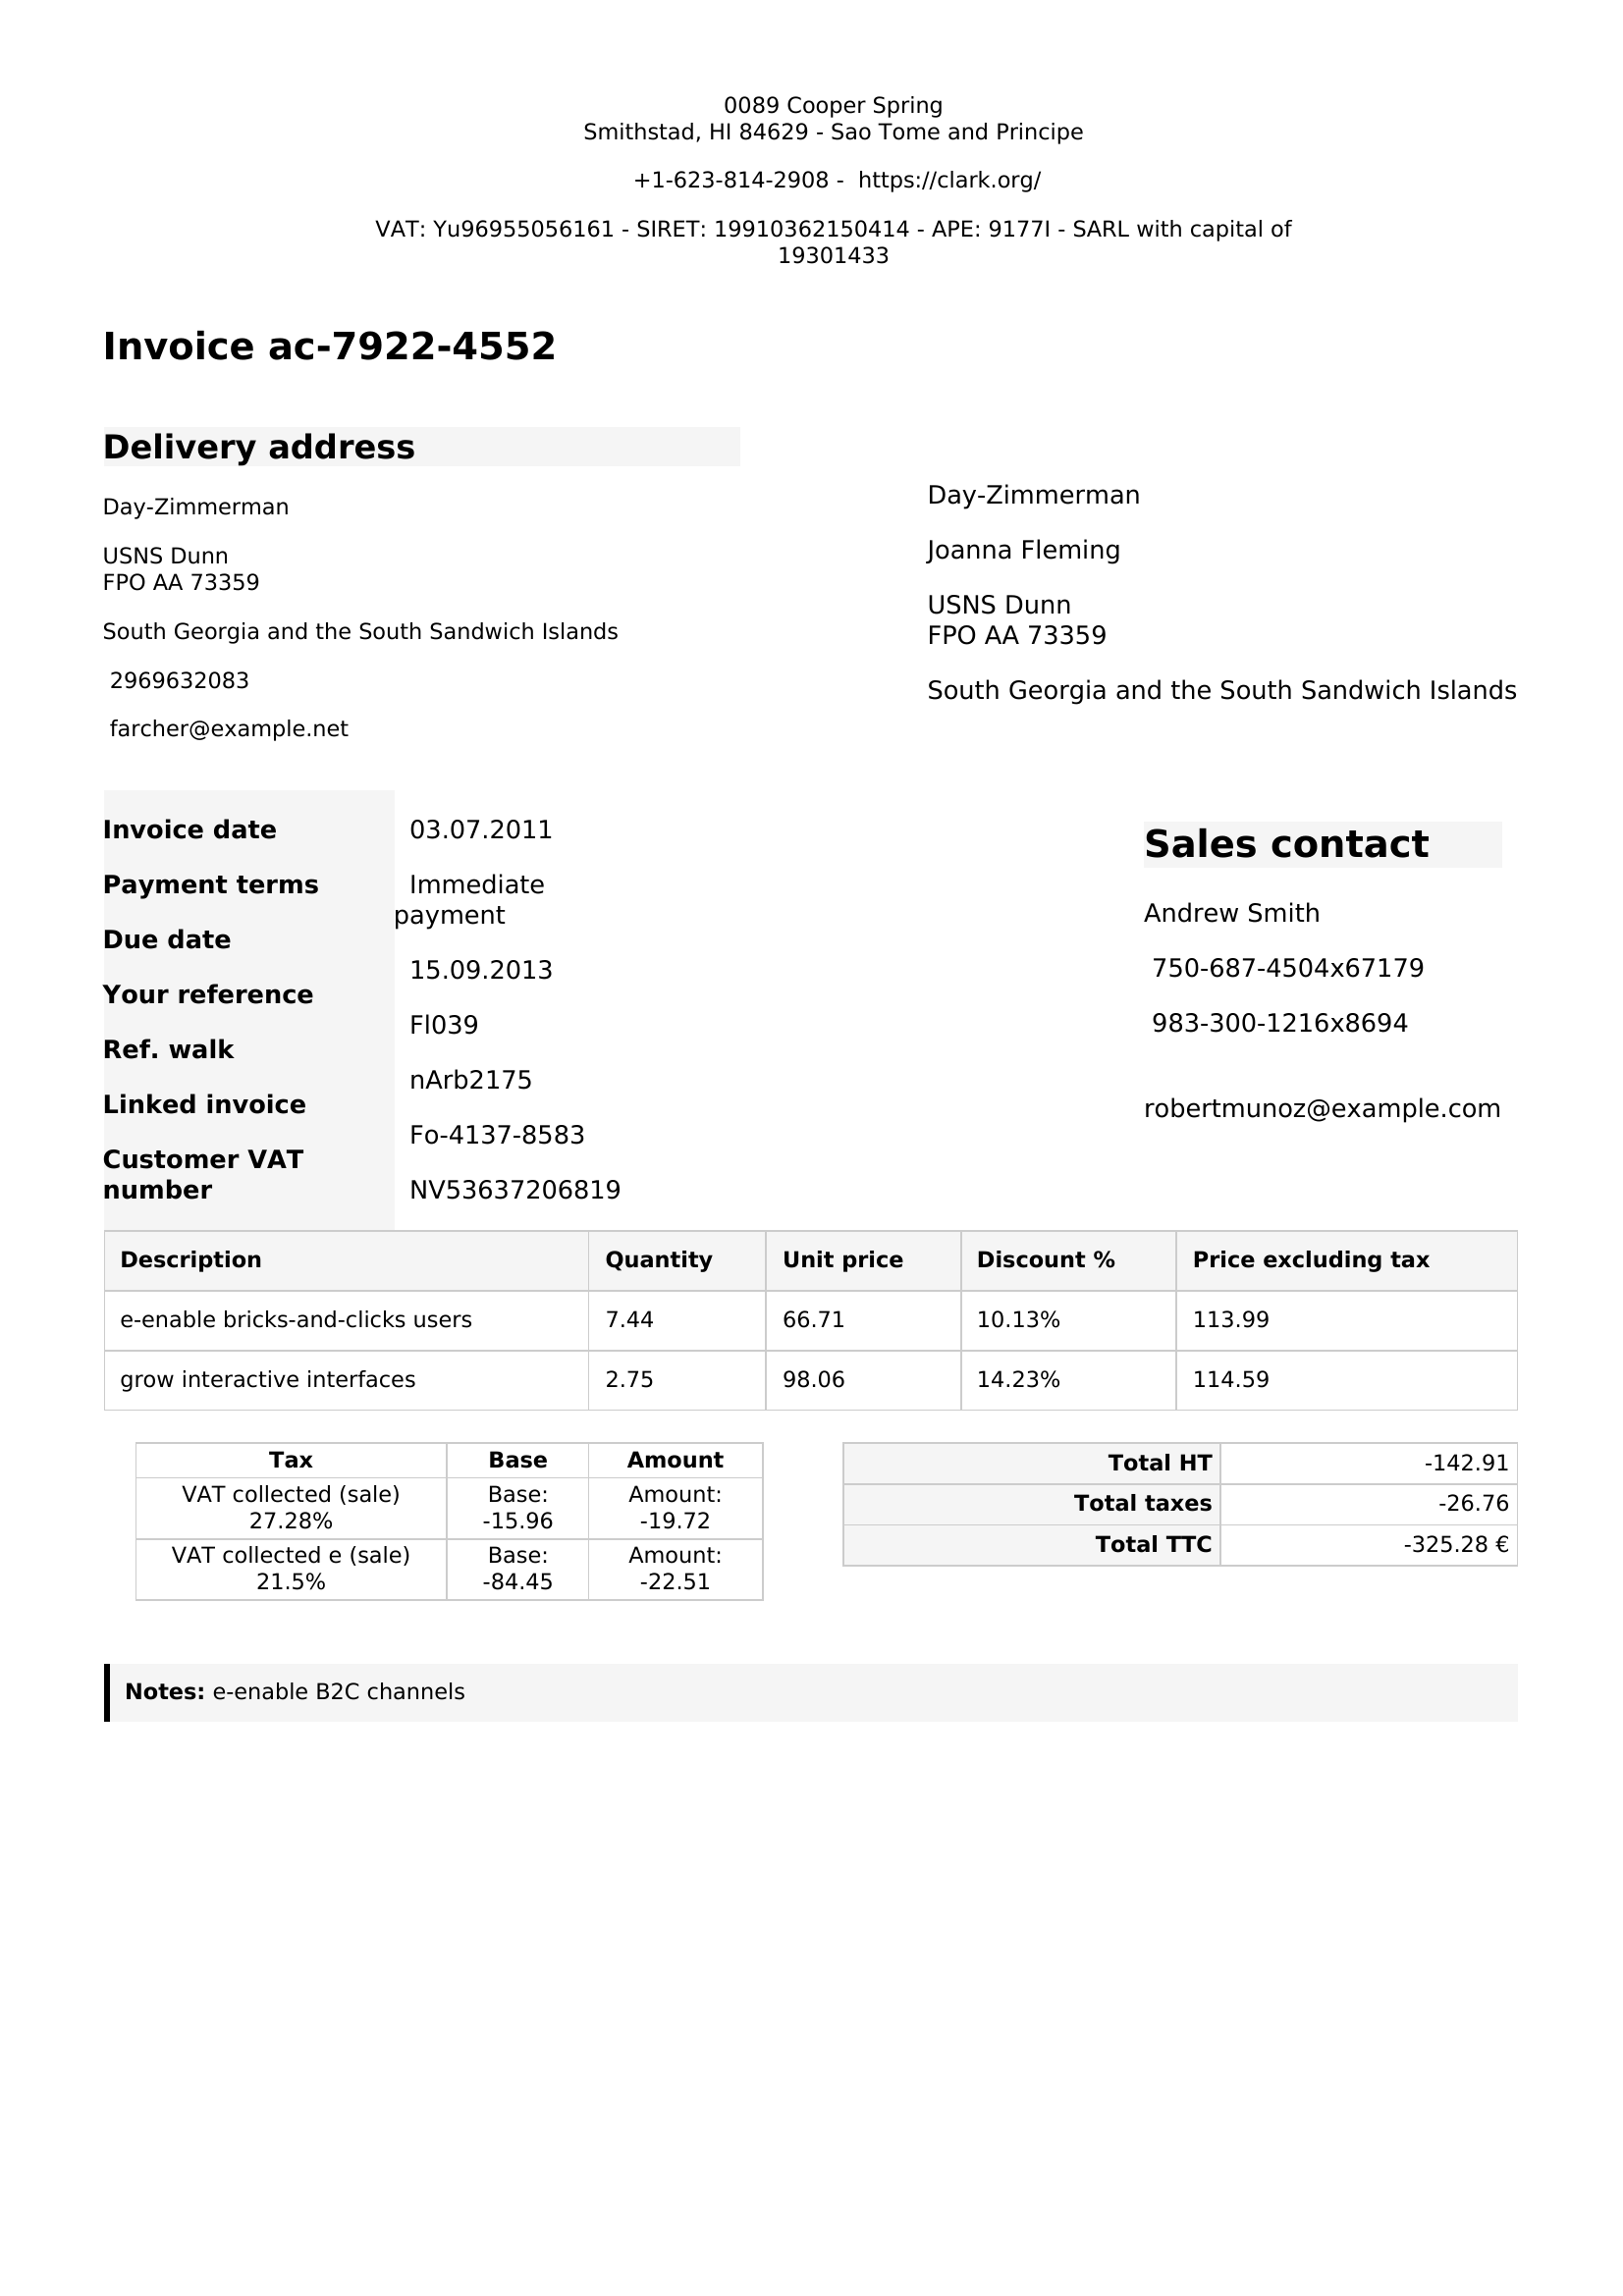 0089 Cooper Spring
Smithstad, HI 84629 - Sao Tome and Principe
+1-623-814-2908 -  https://clark.org/
VAT: Yu96955056161 - SIRET: 19910362150414 - APE: 9177I - SARL with capital of
19301433
Invoice ac-7922-4552
Delivery address
Day-Zimmerman
USNS Dunn
FPO AA 73359
South Georgia and the South Sandwich Islands
2969632083
farcher@example.net
Day-Zimmerman
Joanna Fleming
USNS Dunn
FPO AA 73359
South Georgia and the South Sandwich Islands
Invoice date
Payment terms
Due date
Your reference
Ref. walk
Linked invoice
Customer VAT
number
03.07.2011
Immediate
payment
15.09.2013
Fl039
nArb2175
Fo-4137-8583
NV53637206819
Sales contact
Andrew Smith
750-687-4504x67179
983-300-1216x8694
robertmunoz@example.com
Description Quantity Unit price Discount % Price excluding tax
e-enable bricks-and-clicks users 7.44 66.71 10.13% 113.99
grow interactive interfaces 2.75 98.06 14.23% 114.59
Tax Base Amount
VAT collected (sale) Base: Amount:
27.28% -15.96 -19.72
VAT collected e (sale) Base: Amount:
21.5% -84.45 -22.51
Total HT -142.91
Total taxes -26.76
Total TTC -325.28 €
Notes: e-enable B2C channels